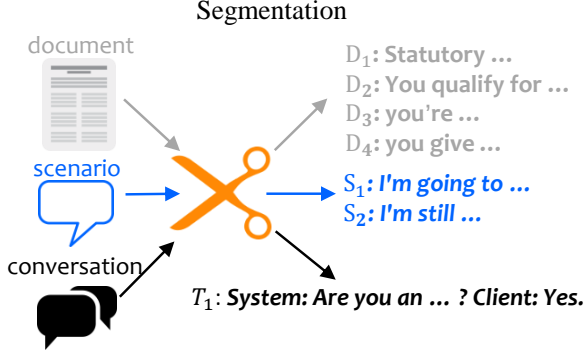 Segmentation
document
D₁: Statutory …
D₂: You qualify for …
D₃: you're …
D₄: you give …
scenario
S₁: I'm going to …
S₂: I'm still …
conversation
T₁: System: Are you an … ? Client: Yes.